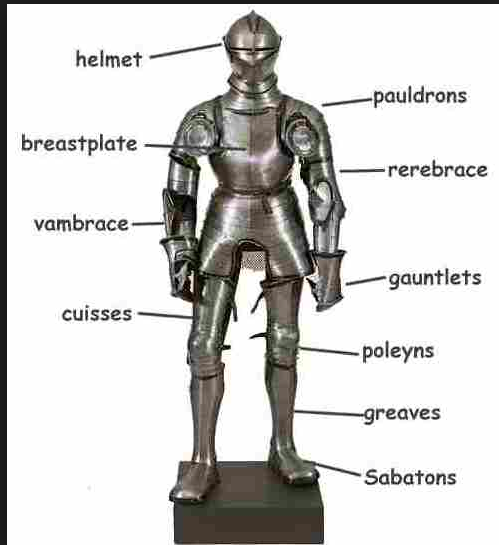 helmet
pauldrons
breastplate
rerebrace
vambrace
gauntlets
cuisses
poleyns
greaves
Sabatons